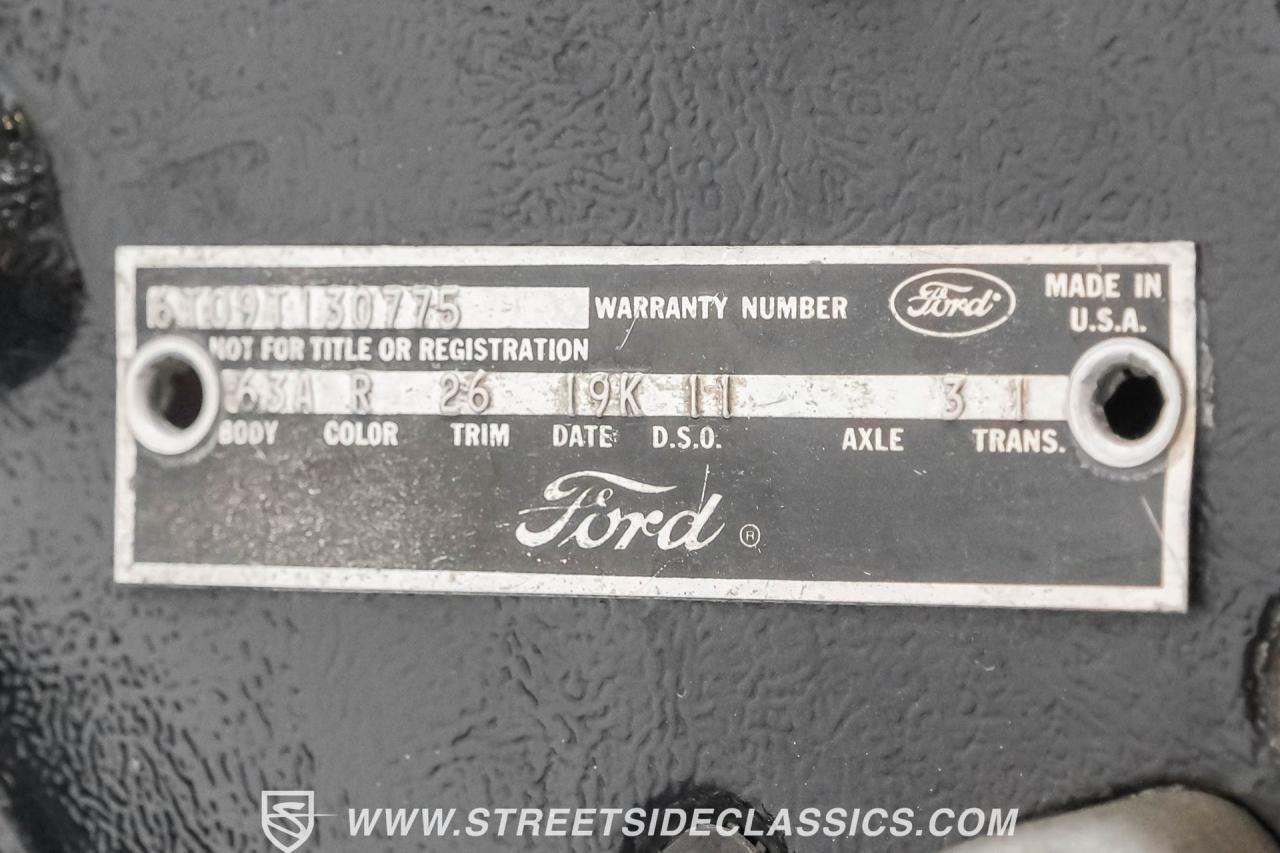 6T09T130775 WARRANTY NUMBER Ford MADE IN
U.S.A.
NOT FOR TITLE OR REGISTRATION
63A R 26 19K 11 3 1
BODY COLOR TRIM DATE D.S.O. AXLE TRANS.
Ford ®
WWW.STREETSIDECLASSICS.COM